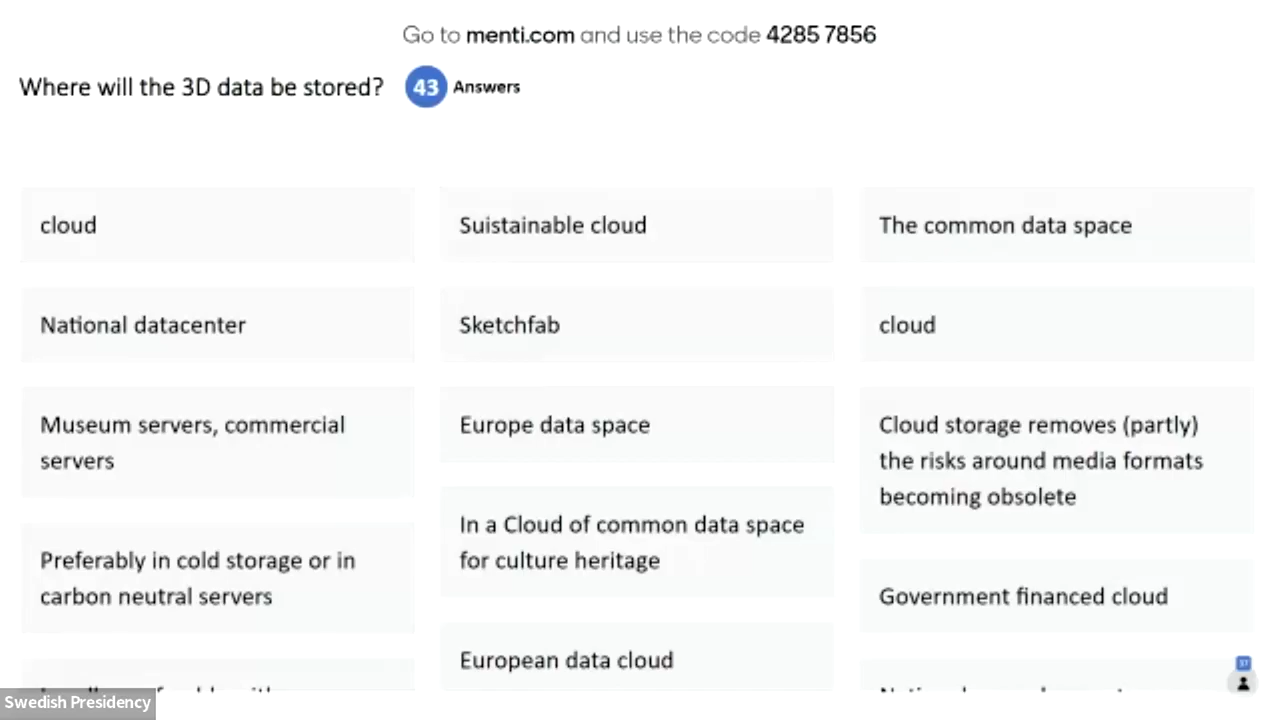 Go to menti.com and use the code 4285 7856
Where will the 3D data be stored? 43 Answers
cloud
National datacenter
Museum servers, commercial
servers
Preferably in cold storage or in
carbon neutral servers
Suistainable cloud
Sketchfab
Europe data space
In a Cloud of common data space
for culture heritage
European data cloud
The common data space
cloud
Cloud storage removes (partly)
the risks around media formats
becoming obsolete
Government financed cloud
Swedish Presidency